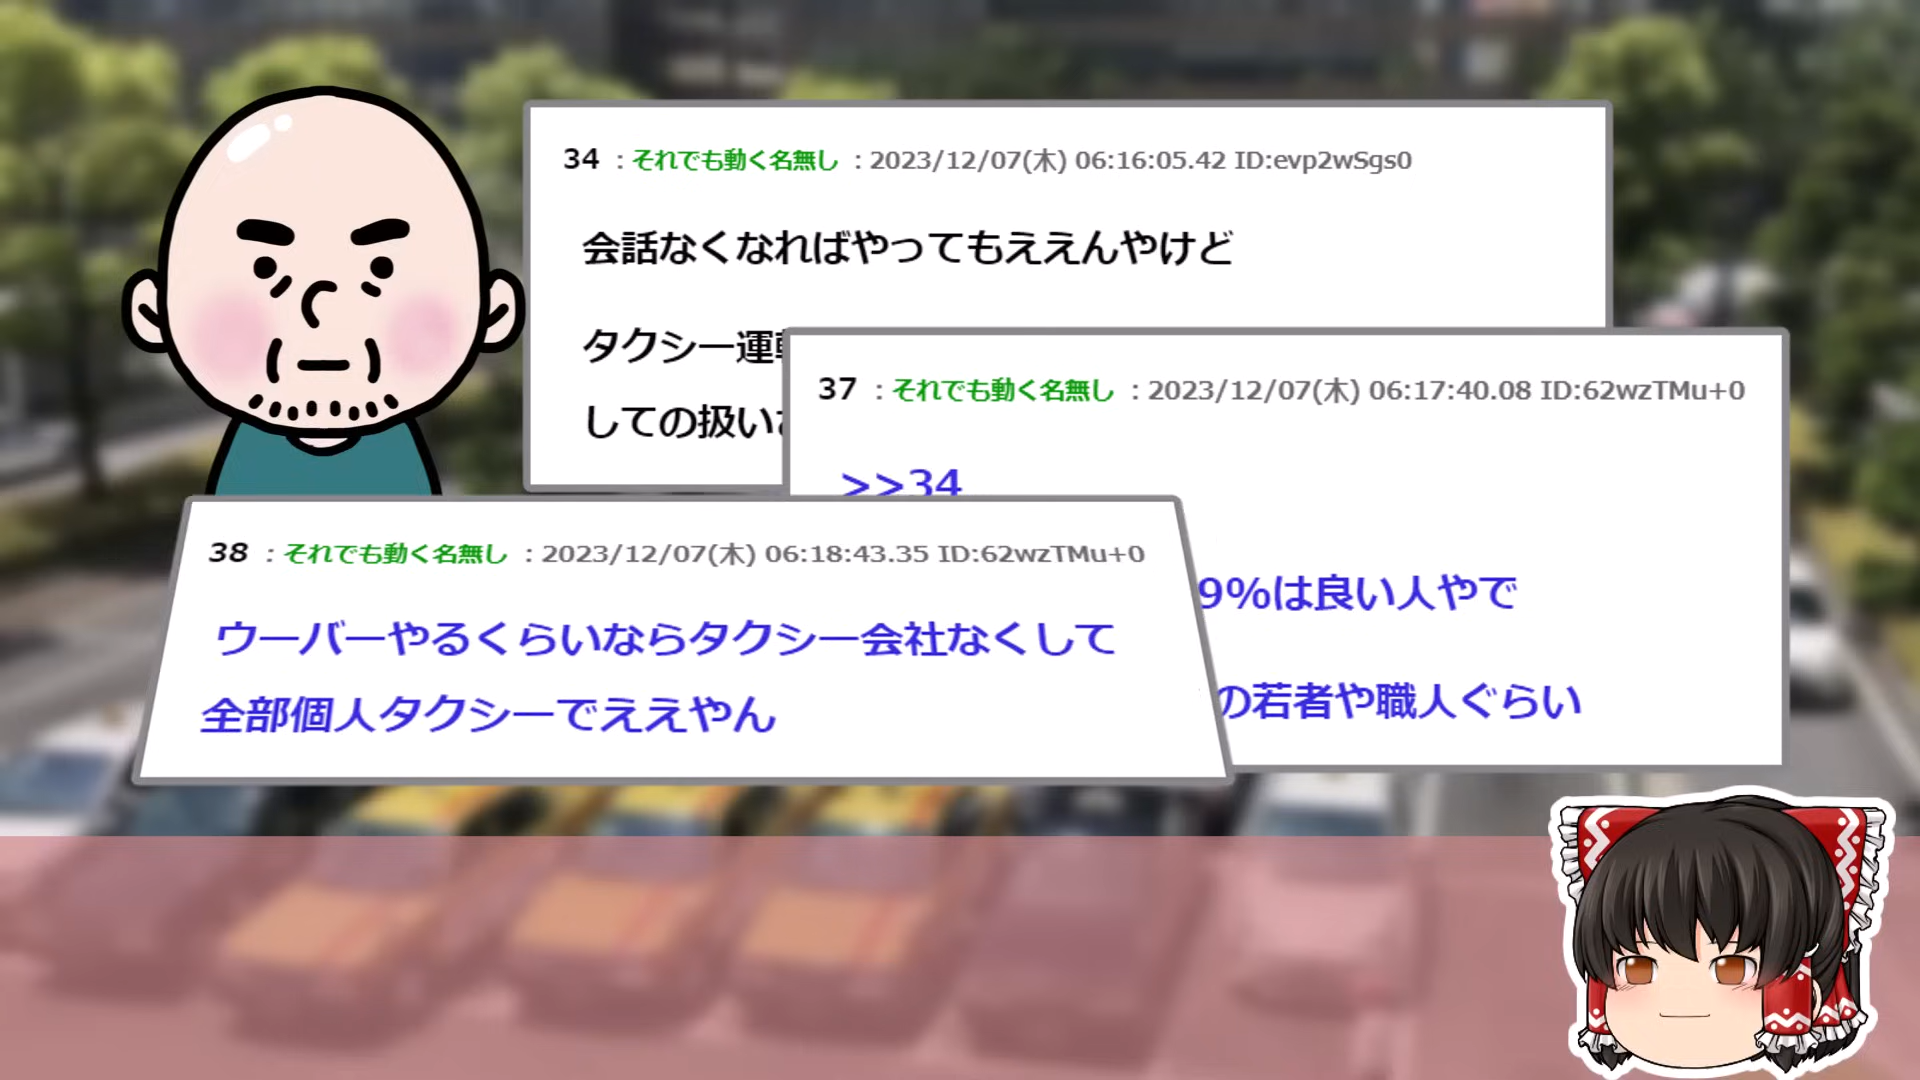 34 : それでも動く名無し : 2023/12/07(木) 06:16:05.42 ID:evp2wSgs0
会話なくなればやってもええんやけど
タクシー運
しての扱い
37 : それでも動く名無し : 2023/12/07(木) 06:17:40.08 ID:62wzTMu+0
>>34
9%は良い人やで
の若者や職人ぐらい
38 : それでも動く名無し : 2023/12/07(木) 06:18:43.35 ID:62wzTMu+0
ウーバーやるくらいならタクシー会社なくして
全部個人タクシーでええやん